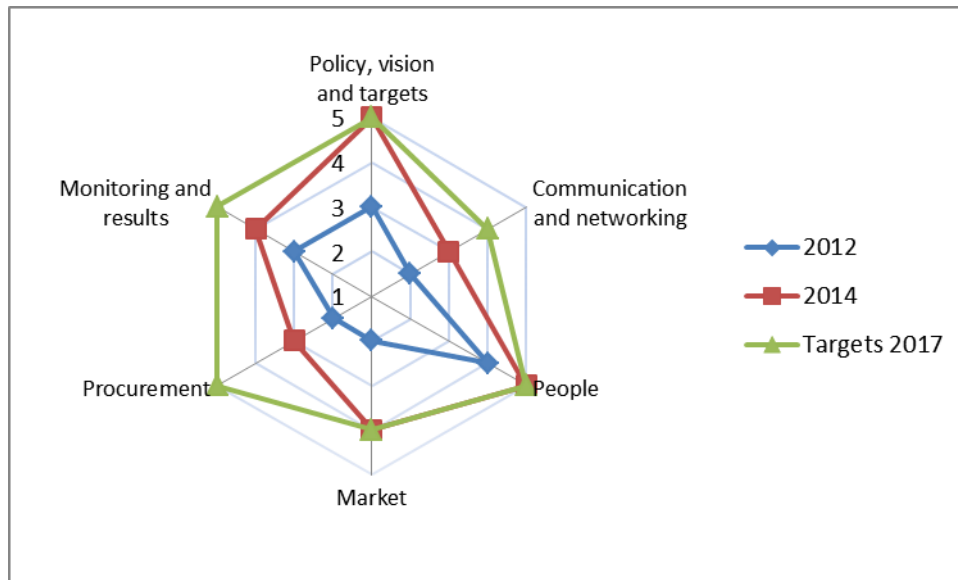 Policy, vision
and targets
5
4
3
2
1
Communication
and networking
People
Market
Procurement
Monitoring and
results
2012
2014
Targets 2017